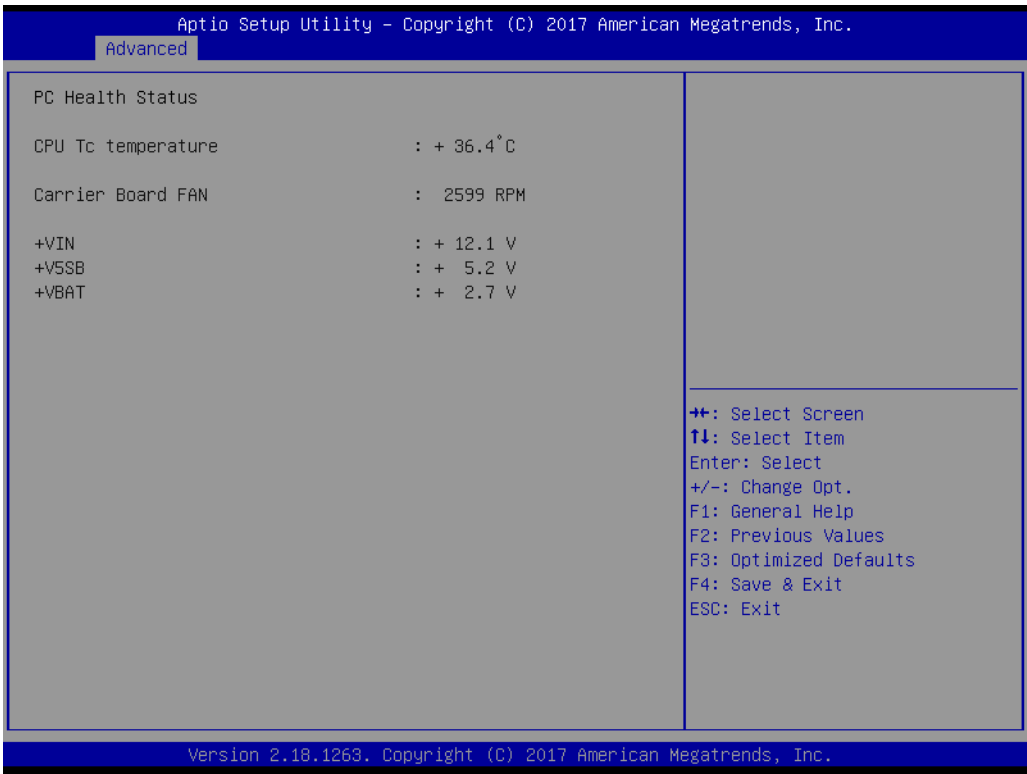 Aptio Setup Utility – Copyright (C) 2017 American Megatrends, Inc.
Advanced
PC Health Status
CPU Tc temperature : + 36.4°C
Carrier Board FAN : 2599 RPM
+VIN : + 12.1 V
+V5SB : + 5.2 V
+VBAT : + 2.7 V
→←: Select Screen
↑↓: Select Item
Enter: Select
+/-: Change Opt.
F1: General Help
F2: Previous Values
F3: Optimized Defaults
F4: Save & Exit
ESC: Exit
Version 2.18.1263. Copyright (C) 2017 American Megatrends, Inc.